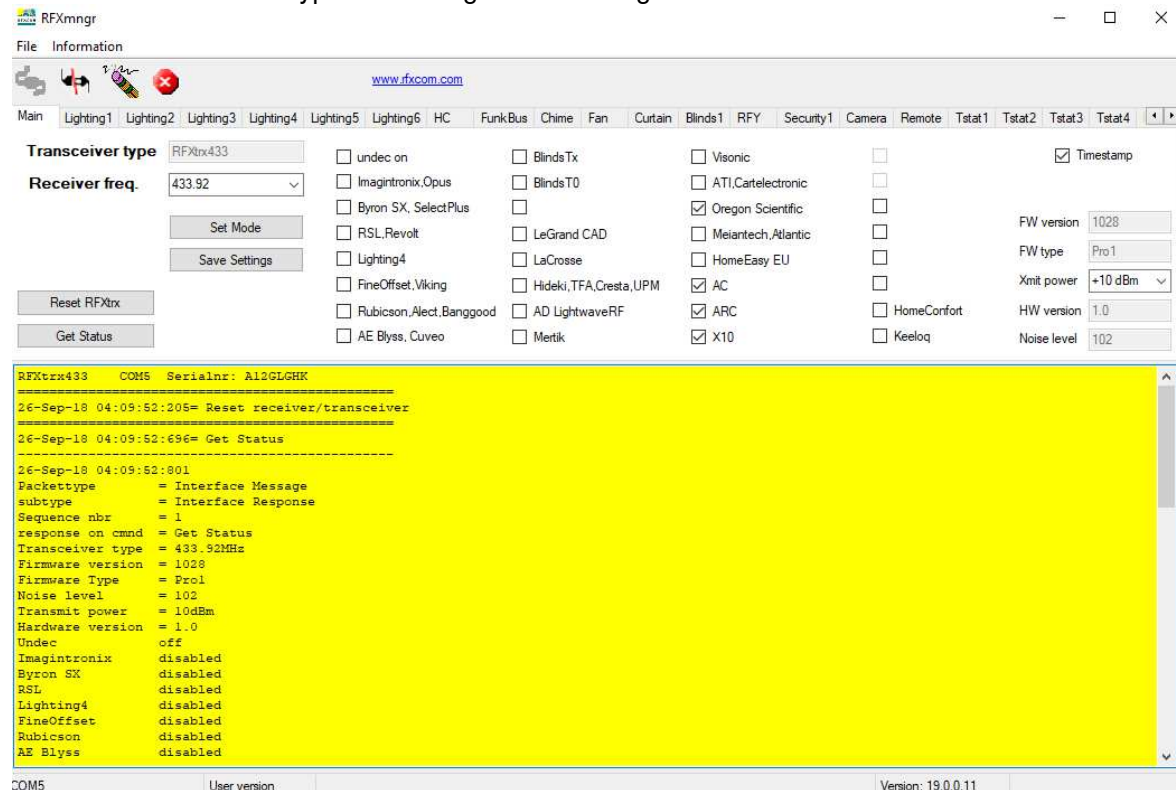 RFXmngr
File Information
www.rfxcom.com
Main Lighting1 Lighting2 Lighting3 Lighting4 Lighting5 Lighting6 HC FunkBus Chime Fan Curtain Blinds1 RFY Security1 Camera Remote Tstat1 Tstat2 Tstat3 Tstat4
Transceiver type RFXtrx433
Receiver freq. 433.92
Set Mode
Save Settings
Reset RFXtrx
Get Status
undec on
Imagintronix,Opus
Byron SX, SelectPlus
RSL,Revolt
Lighting4
FineOffset,Viking
Rubicson,Alect,Banggood
AE Blyss, Cuveo
BlindsTx
BlindsT0
LeGrand CAD
LaCrosse
Hideki,TFA,Cresta,UPM
AD LightwaveRF
Mertik
Visonic
ATI,Cartelectronic
Oregon Scientific
Meiantech,Atlantic
HomeEasy EU
AC
ARC
X10
HomeConfort
Keeloq
Timestamp
FW version 1028
FW type Pro1
Xmit power +10 dBm
HW version 1.0
Noise level 102
RFXtrx433 COM5 Serialnr: A12GLGHK
================================================
26-Sep-18 04:09:52:205= Reset receiver/transceiver
================================================
26-Sep-18 04:09:52:696= Get Status
------------------------------------------------
26-Sep-18 04:09:52:801
Packettype = Interface Message
subtype = Interface Response
Sequence nbr = 1
response on cmnd = Get Status
Transceiver type = 433.92MHz
Firmware version = 1028
Firmware Type = Pro1
Noise level = 102
Transmit power = 10dBm
Hardware version = 1.0
Undec off
Imagintronix disabled
Byron SX disabled
RSL disabled
Lighting4 disabled
FineOffset disabled
Rubicson disabled
AE Blyss disabled
COM5 User version Version: 19.0.0.11